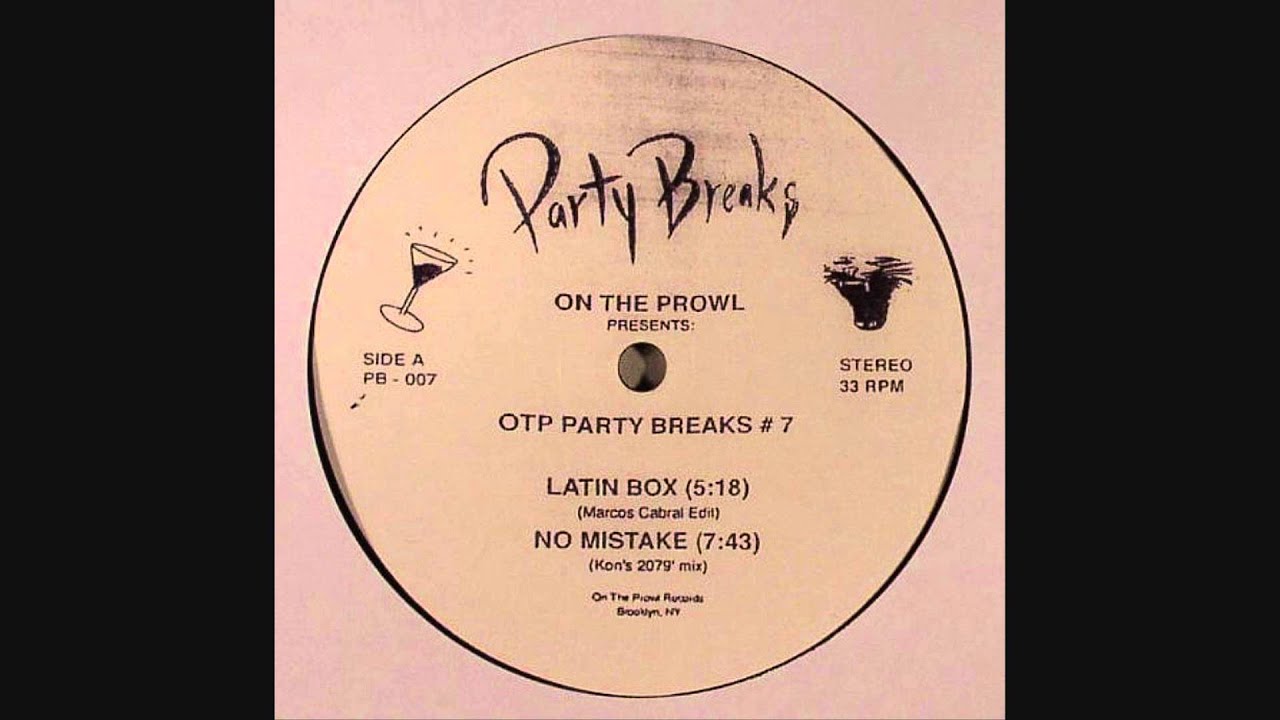 Party Breaks
ON THE PROWL
PRESENTS:
SIDE A
PB - 007
STEREO
33 RPM
OTP PARTY BREAKS # 7
LATIN BOX (5:18)
(Marcos Cabral Edit)
NO MISTAKE (7:43)
(Kon's 2079' mix)
On The Prowl Records
Brooklyn, NY